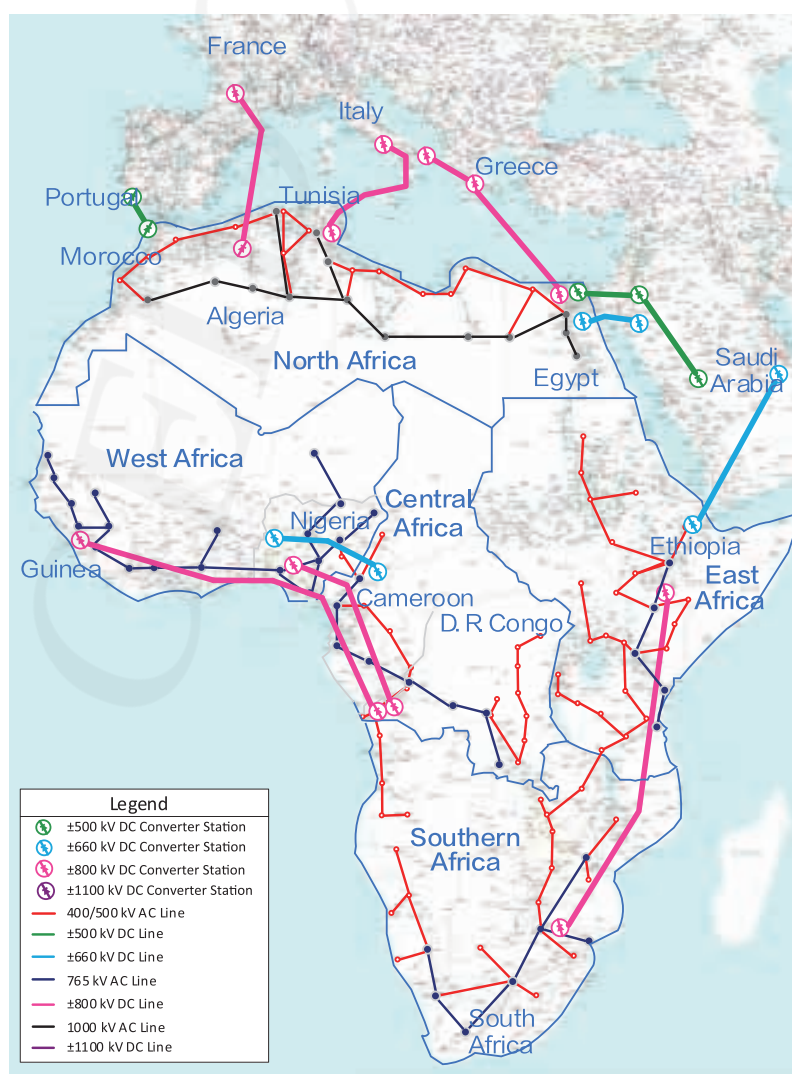 France
Italy
Greece
Portugal
Tunisia
Morocco
Algeria
North Africa
Egypt
Saudi
Arabia
West Africa
Central
Africa
Nigeria
Guinea
Cameroon
Ethiopia
East
Africa
D. R. Congo
Southern
Africa
South
Africa
Legend
±500 kV DC Converter Station
±660 kV DC Converter Station
±800 kV DC Converter Station
±1100 kV DC Converter Station
400/500 kV AC Line
±500 kV DC Line
±660 kV DC Line
765 kV AC Line
±800 kV DC Line
1000 kV AC Line
±1100 kV DC Line